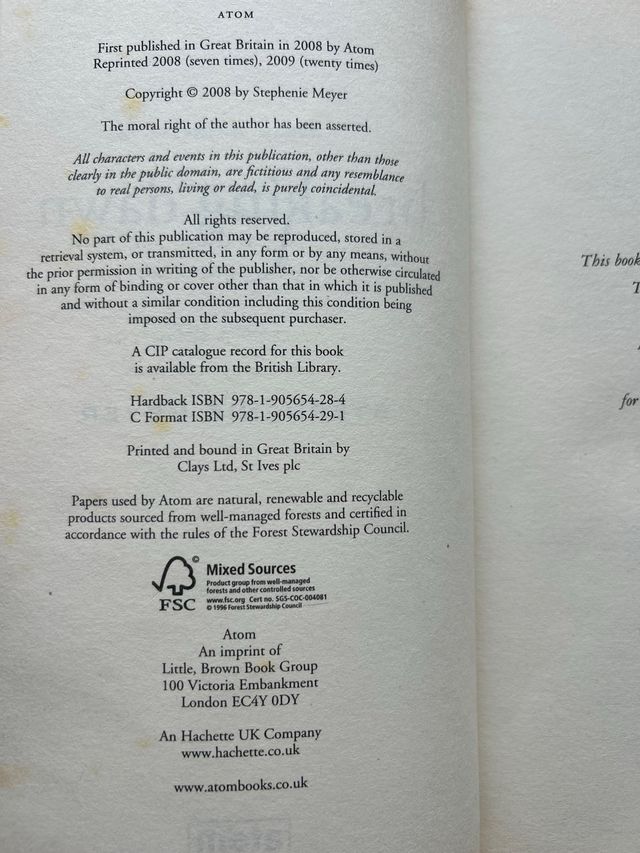 ATOM
First published in Great Britain in 2008 by Atom
Reprinted 2008 (seven times), 2009 (twenty times)
Copyright © 2008 by Stephenie Meyer
The moral right of the author has been asserted.
All characters and events in this publication, other than those
clearly in the public domain, are fictitious and any resemblance
to real persons, living or dead, is purely coincidental.
All rights reserved.
No part of this publication may be reproduced, stored in a
retrieval system, or transmitted, in any form or by any means, without
the prior permission in writing of the publisher, nor be otherwise circulated
in any form of binding or cover other than that in which it is published
and without a similar condition including this condition being
imposed on the subsequent purchaser.
A CIP catalogue record for this book
is available from the British Library.
Hardback ISBN 978-1-905654-28-4
C Format ISBN 978-1-905654-29-1
Printed and bound in Great Britain by
Clays Ltd, St Ives plc
Papers used by Atom are natural, renewable and recyclable
products sourced from well-managed forests and certified in
accordance with the rules of the Forest Stewardship Council.
©
FSC
Mixed Sources
Product group from well-managed
forests and other controlled sources
www.fsc.org Cert no. SGS-COC-004081
© 1996 Forest Stewardship Council
Atom
An imprint of
Little, Brown Book Group
100 Victoria Embankment
London EC4Y 0DY
An Hachette UK Company
www.hachette.co.uk
www.atombooks.co.uk
This book
for